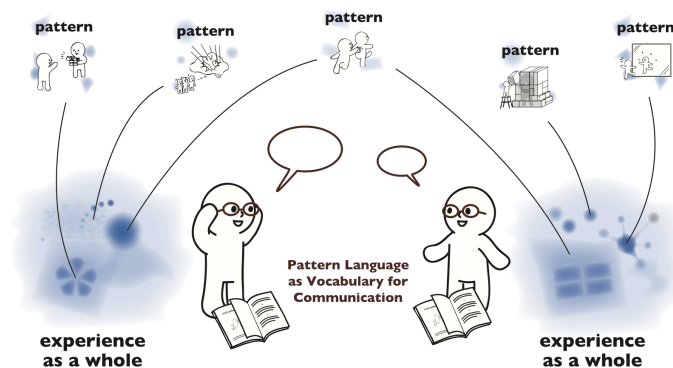 pattern
pattern
pattern
pattern
pattern
Pattern Language
as Vocabulary for
Communication
experience
as a whole
experience
as a whole